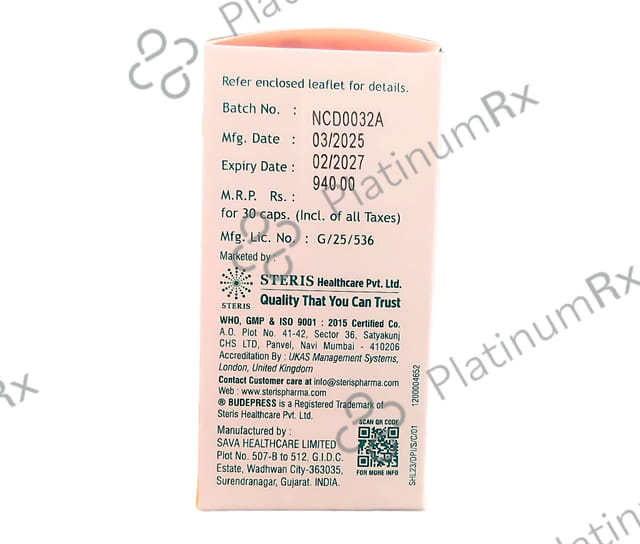 Refer enclosed leaflet for details.
Batch No. : NCD0032A
Mfg. Date : 03/2025
Expiry Date : 02/2027
M.R.P. Rs. : 940.00
for 30 caps. (Incl. of all Taxes)
Mfg. Lic. No. : G/25/536
Marketed by :
STERIS Healthcare Pvt. Ltd.
Quality That You Can Trust
STERIS
WHO, GMP & ISO 9001 : 2015 Certified Co.
A.O. Plot No. 41-42, Sector 36, Satyakunj
CHS LTD, Panvel, Navi Mumbai - 410206
Accreditation By : UKAS Management Systems,
London, United Kingdom
Contact Customer care at info@sterispharma.com
Web : www.sterispharma.com
® BUDEPRESS is a Registered Trademark of
Steris Healthcare Pvt. Ltd.
Manufactured by :
SAVA HEALTHCARE LIMITED
Plot No. 507-B to 512, G.I.D.C.
Estate, Wadhwan City-363035,
Surendranagar, Gujarat. INDIA.
SCAN QR CODE
FOR MORE INFO
SHL23/DPI/S/C/01
1200004652
PlatinumRx
PlatinumRx
PlatinumRx